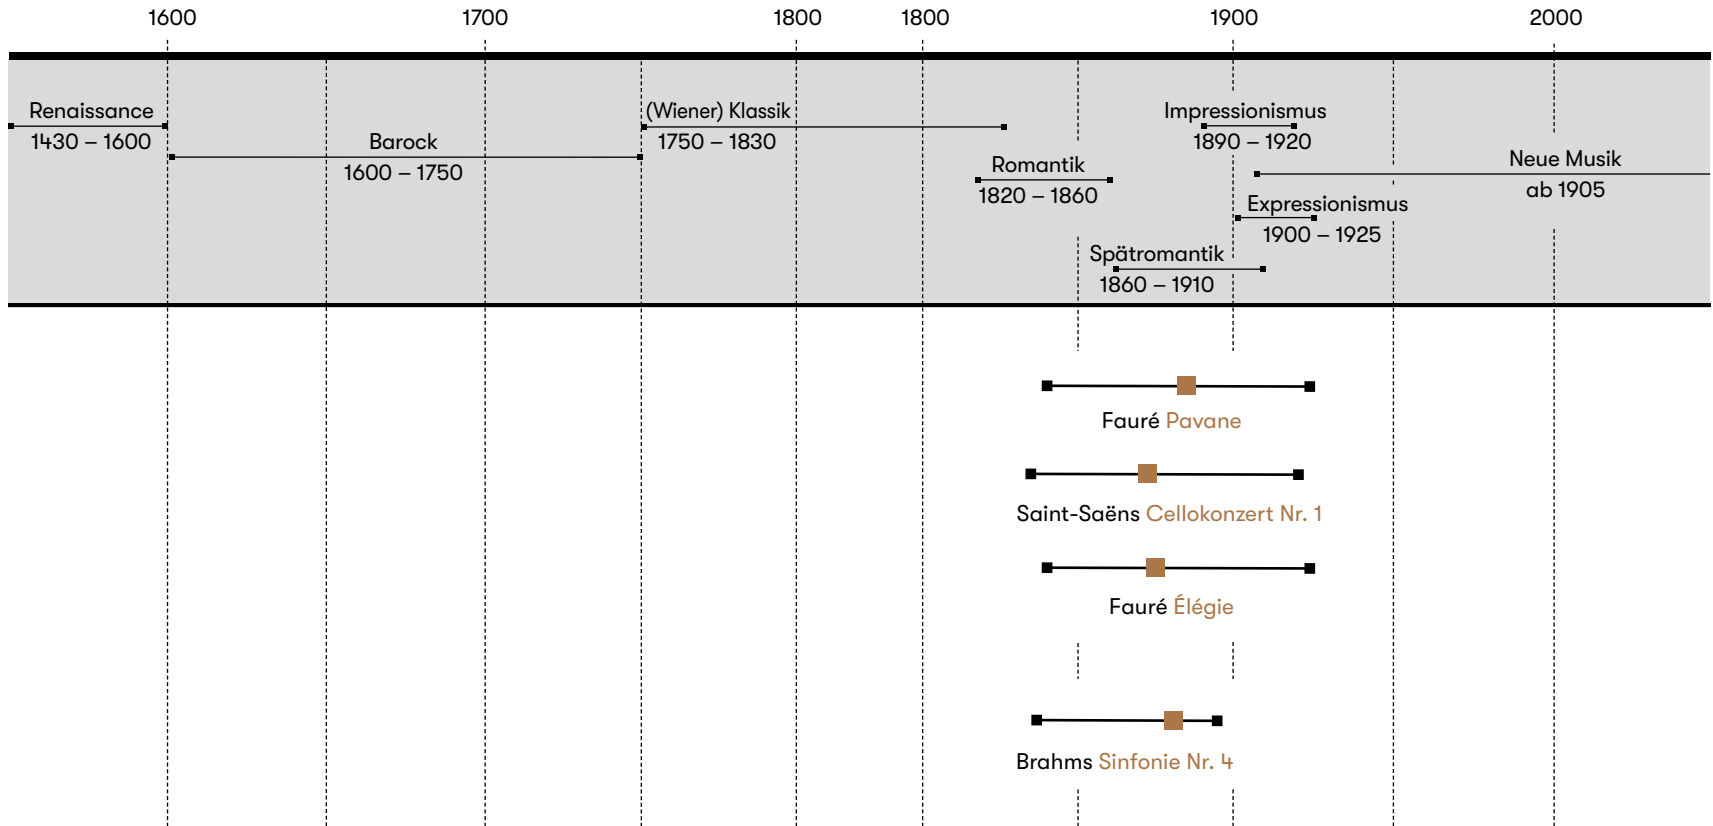 1600 1700 1800 1800 1900 2000
Renaissance
1430 – 1600
Barock
1600 – 1750
(Wiener) Klassik
1750 – 1830
Romantik
1820 – 1860
Impressionismus
1890 – 1920
Neue Musik
ab 1905
Expressionismus
1900 – 1925
Spätromantik
1860 – 1910
Fauré Pavane
Saint-Saëns Cellokonzert Nr. 1
Fauré Élégie
Brahms Sinfonie Nr. 4